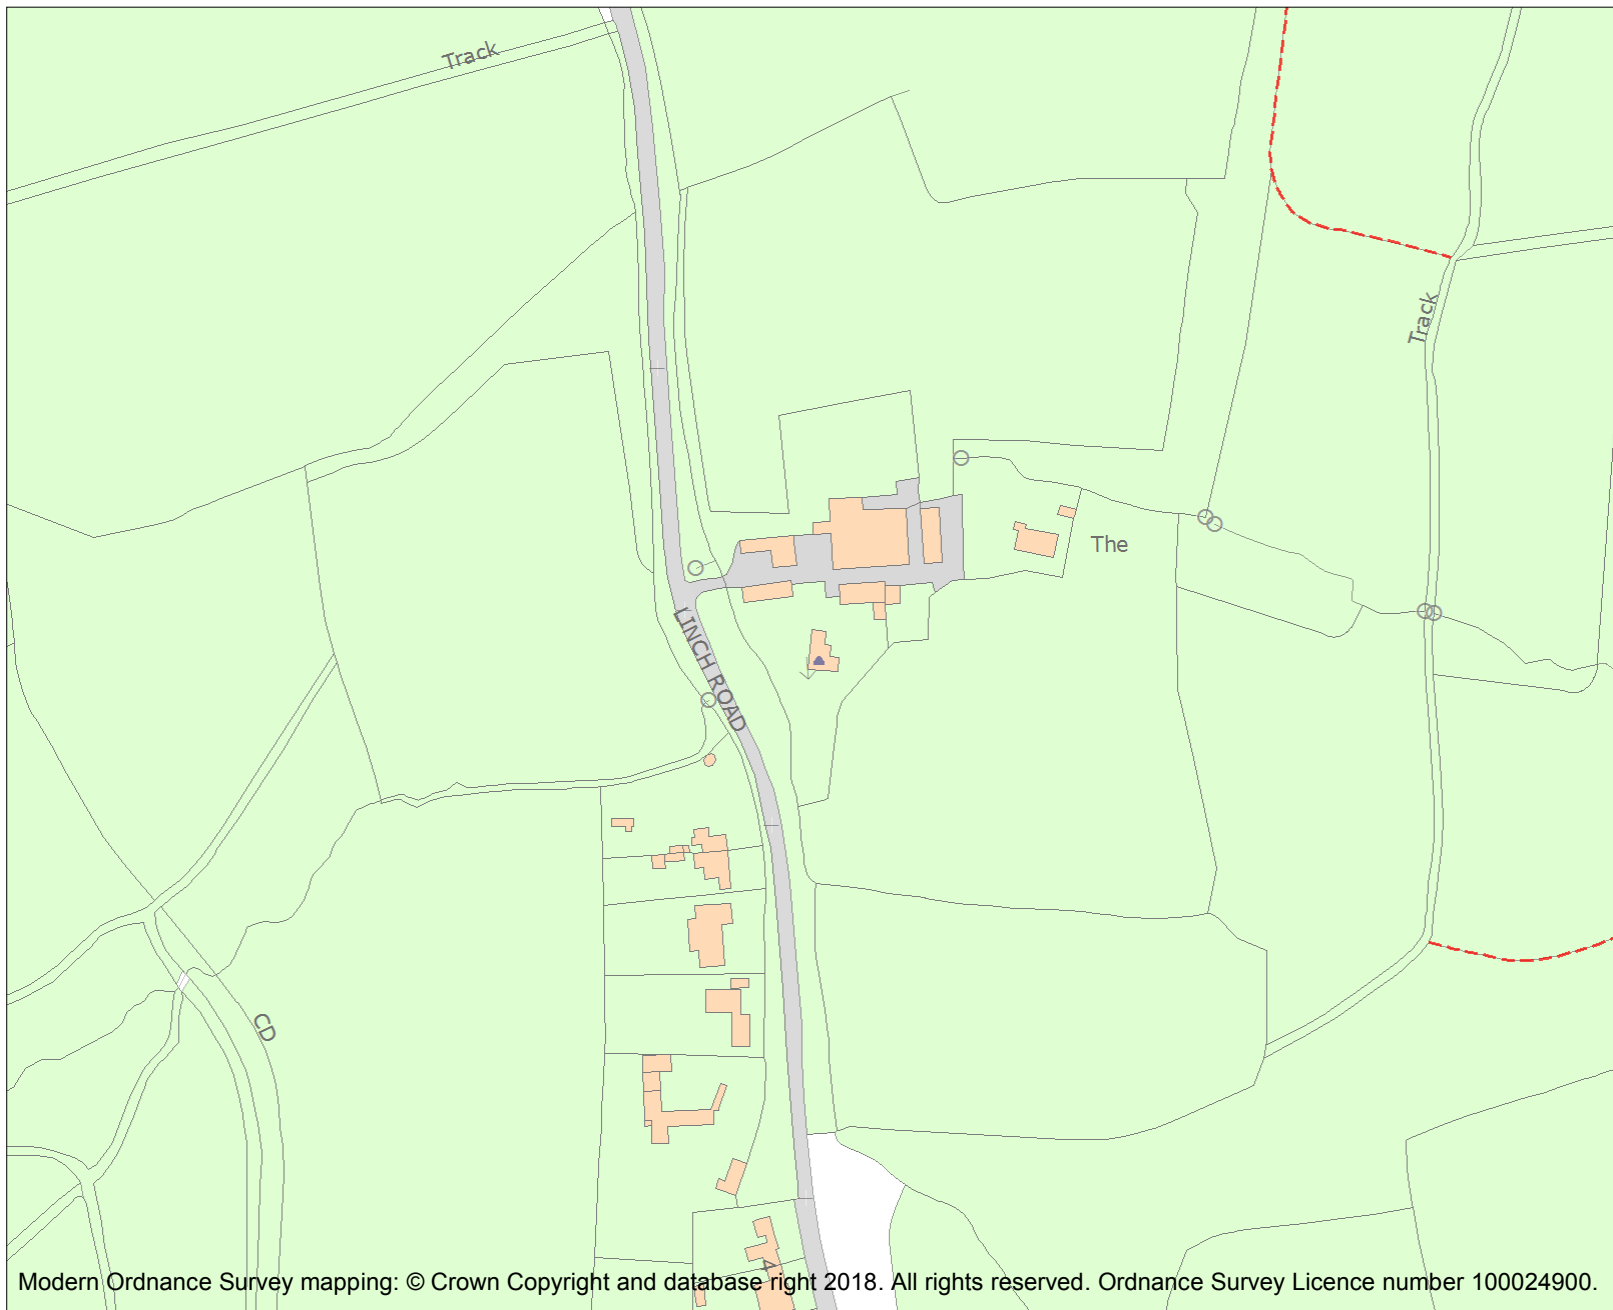 Track
Track
The
LINCH ROAD
CD
4
Modern Ordnance Survey mapping: © Crown Copyright and database right 2018. All rights reserved. Ordnance Survey Licence number 100024900.